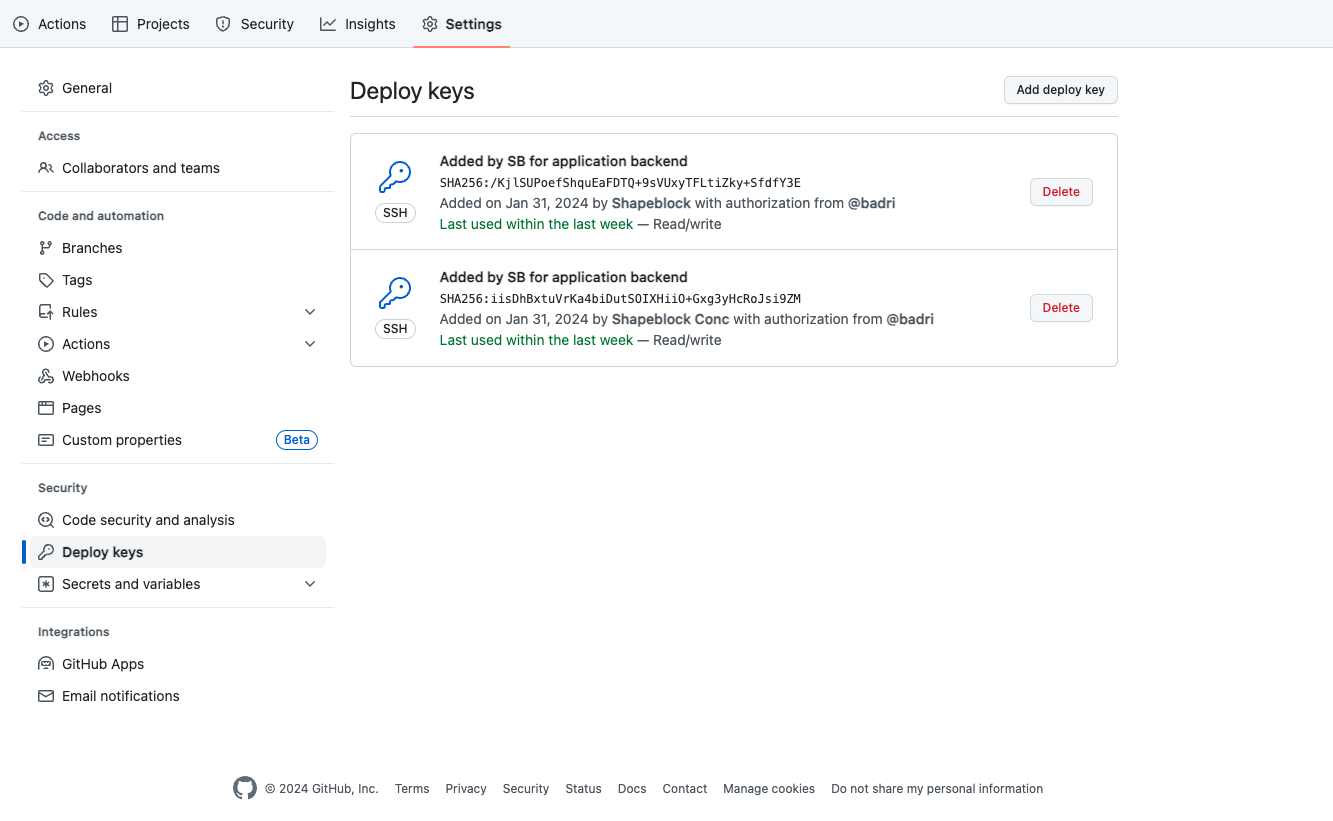 Actions Projects Security Insights Settings
General
Access
Collaborators and teams
Code and automation
Branches
Tags
Rules
Actions
Webhooks
Pages
Custom properties Beta
Security
Code security and analysis
Deploy keys
Secrets and variables
Integrations
GitHub Apps
Email notifications
Deploy keys Add deploy key
Added by SB for application backend
SHA256:/KjlSUPoefShquEaFDTQ+9sVUxyTFLtiZky+SfdfY3E
SSH
Added on Jan 31, 2024 by Shapeblock with authorization from @badri
Last used within the last week — Read/write
Delete
Added by SB for application backend
SHA256:iisDhBxtuVrKa4biDutSOIXHiiO+Gxg3yHcRoJsi9ZM
SSH
Added on Jan 31, 2024 by Shapeblock Conc with authorization from @badri
Last used within the last week — Read/write
Delete
© 2024 GitHub, Inc. Terms Privacy Security Status Docs Contact Manage cookies Do not share my personal information